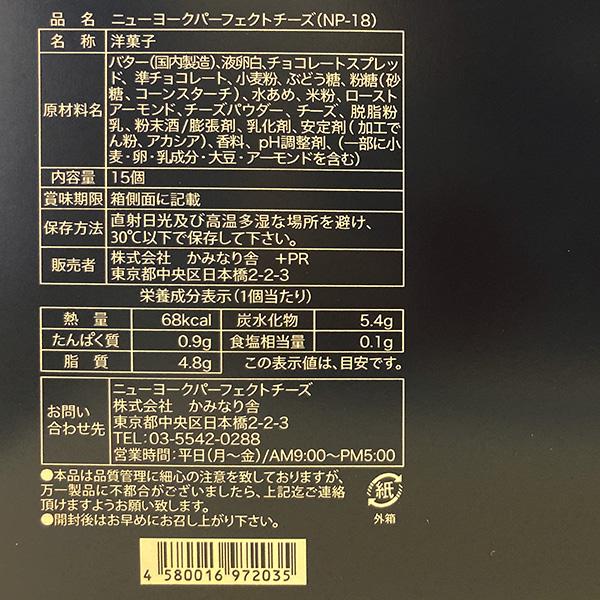 品名 ニューヨークパーフェクトチーズ(NP-18)
名称 洋菓子
原材料名
バター(国内製造)、液卵白、チョコレートスプレッ
ド、準チョコレート、小麦粉、ぶどう糖、粉糖(砂
糖、コーンスターチ)、水あめ、米粉、ロースト
アーモンド、チーズパウダー、チーズ、脱脂粉
乳、粉末酒/膨張剤、乳化剤、安定剤(加工で
ん粉、アカシア)、香料、pH調整剤、(一部に小
麦・卵・乳成分・大豆・アーモンドを含む)
内容量 15個
賞味期限 箱側面に記載
保存方法
直射日光及び高温多湿な場所を避け、
30℃以下で保存して下さい。
販売者
株式会社 かみなり舎 +PR
東京都中央区日本橋2-2-3
栄養成分表示(1個当たり)
熱量 68kcal 炭水化物 5.4g
たんぱく質 0.9g 食塩相当量 0.1g
脂質 4.8g この表示値は、目安です。
お問い
合わせ先
ニューヨークパーフェクトチーズ
株式会社 かみなり舎
東京都中央区日本橋2-2-3
TEL:03-5542-0288
営業時間:平日(月〜金)/AM9:00〜PM5:00
●本品は品質管理に細心の注意を致しておりますが、
万一製品に不都合がございましたら、上記迄ご連絡
頂けますようお願い致します。
●開封後はお早めにお召し上がり下さい。
紙
外箱
4 580016 972035